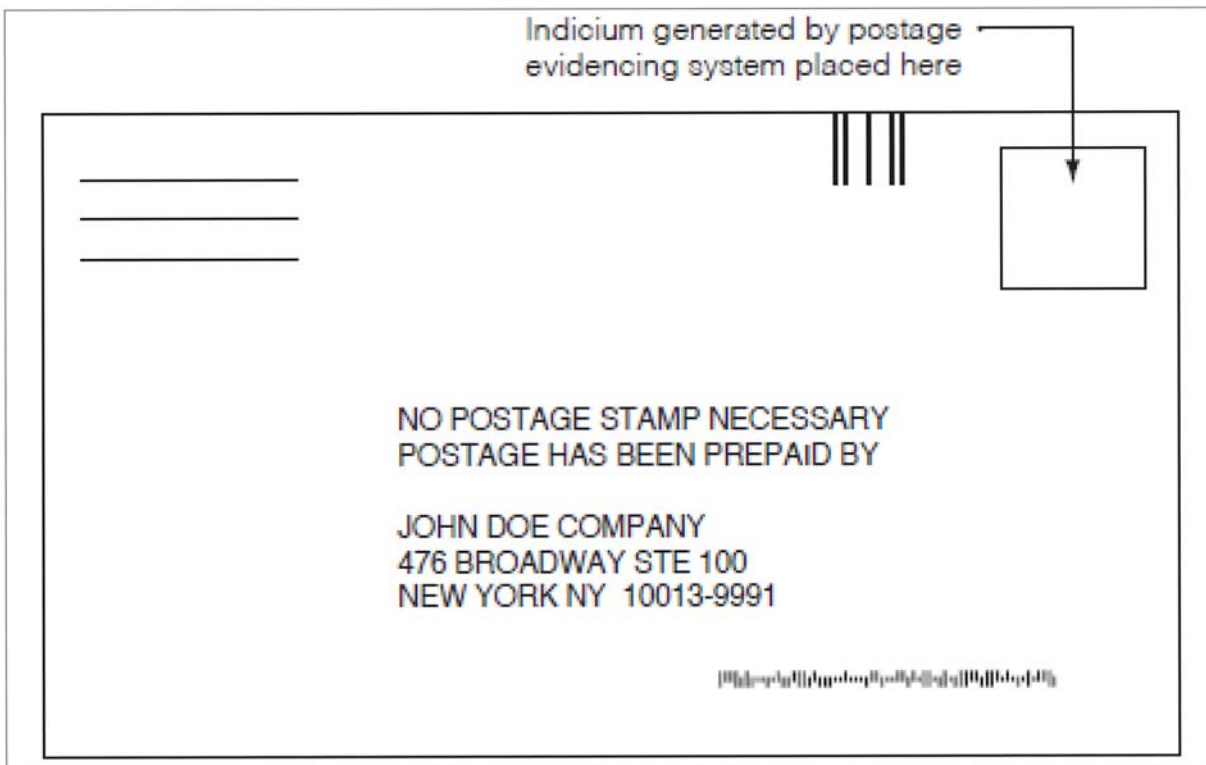 Indicium generated by postage
evidencing system placed here
NO POSTAGE STAMP NECESSARY
POSTAGE HAS BEEN PREPAID BY
JOHN DOE COMPANY
476 BROADWAY STE 100
NEW YORK NY 10013-9991